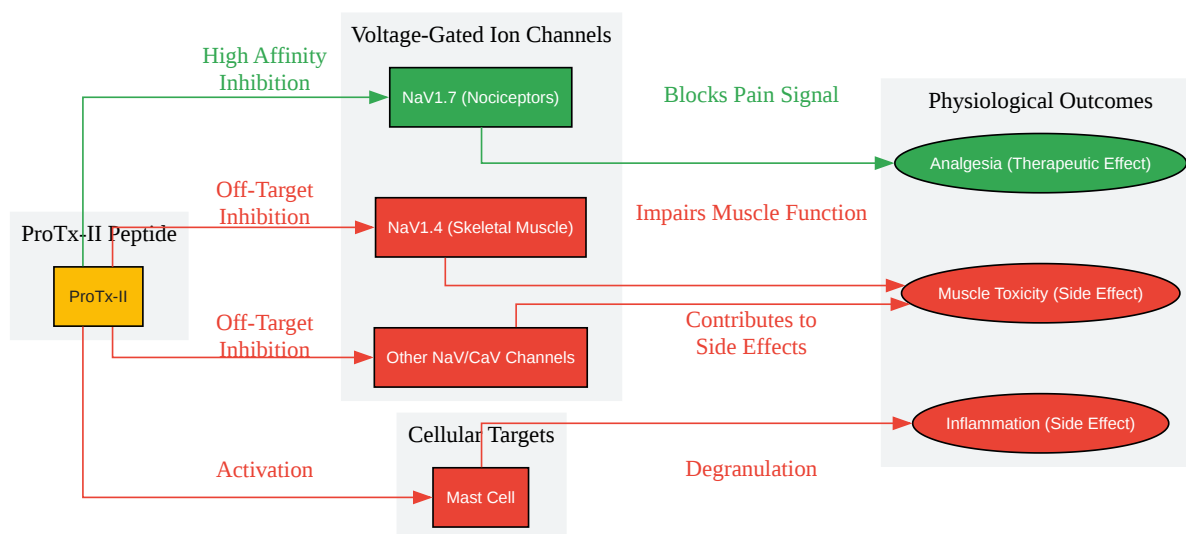 Voltage-Gated Ion Channels
High Affinity
Inhibition
NaV1.7 (Nociceptors)
Blocks Pain Signal
Physiological Outcomes
Analgesia (Therapeutic Effect)
Off-Target
Inhibition
NaV1.4 (Skeletal Muscle)
Impairs Muscle Function
ProTx-II Peptide
ProTx-II
Muscle Toxicity (Side Effect)
Off-Target
Inhibition
Other NaV/CaV Channels
Contributes to
Side Effects
Cellular Targets
Inflammation (Side Effect)
Activation
Mast Cell
Degranulation